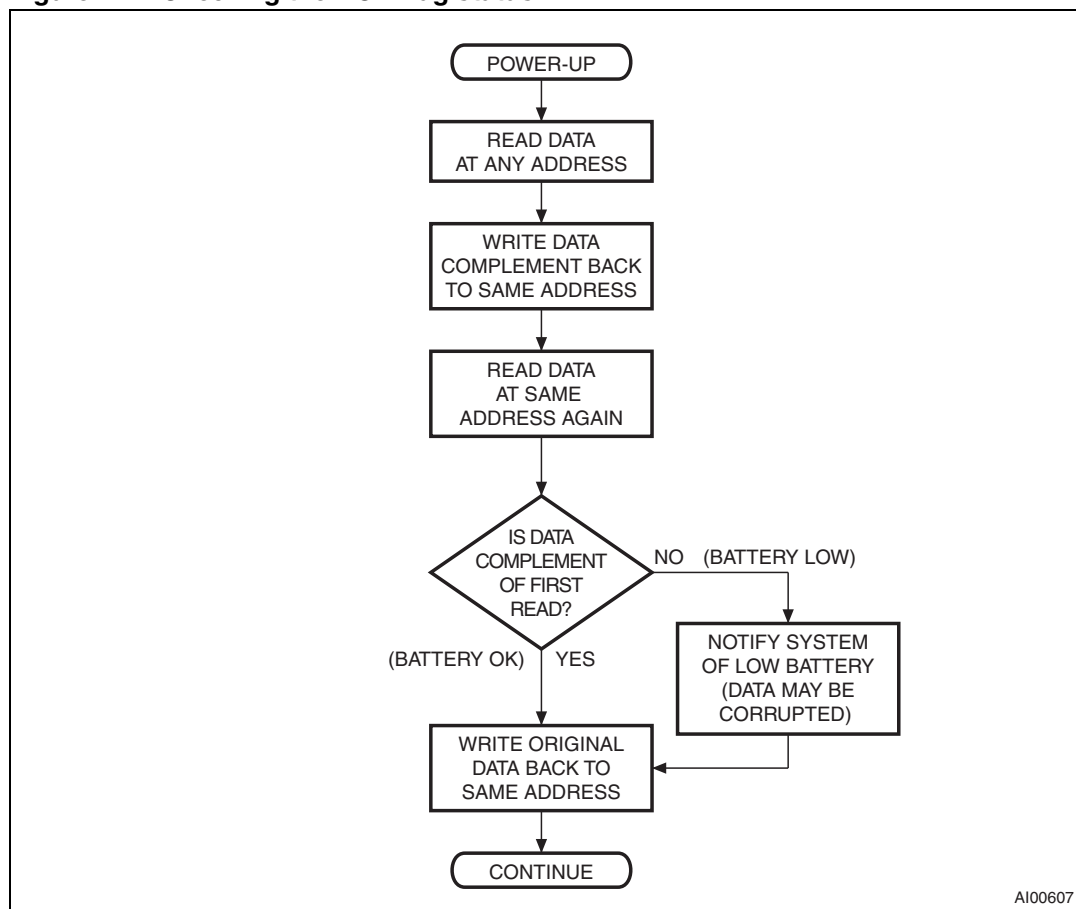 POWER-UP
READ DATA
AT ANY ADDRESS
WRITE DATA
COMPLEMENT BACK
TO SAME ADDRESS
READ DATA
AT SAME
ADDRESS AGAIN
IS DATA
COMPLEMENT
OF FIRST
READ?
NO (BATTERY LOW)
NOTIFY SYSTEM
OF LOW BATTERY
(DATA MAY BE
CORRUPTED)
(BATTERY OK) YES
WRITE ORIGINAL
DATA BACK TO
SAME ADDRESS
CONTINUE
AI00607